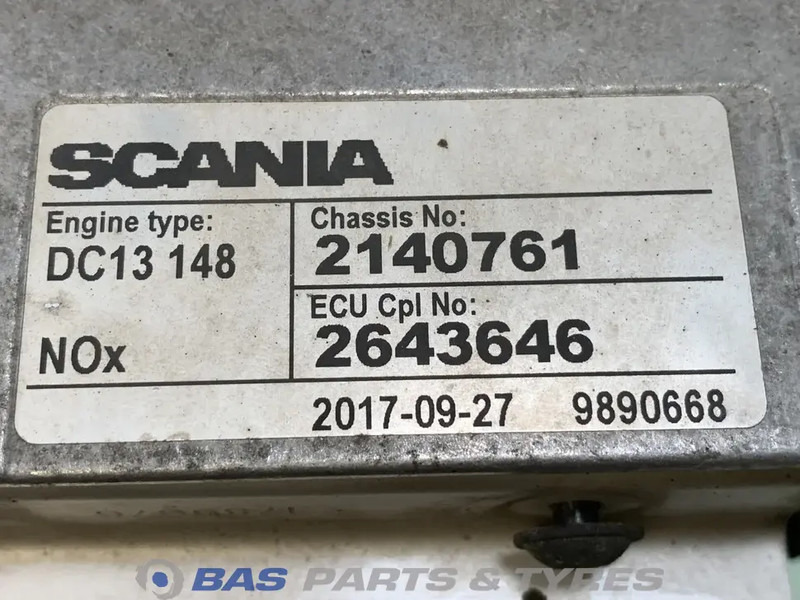 SCANIA
Engine type:
DC13 148
NOx
Chassis No:
2140761
ECU Cpl No:
2643646
2017-09-27 9890668
BAS PARTS & TYRES